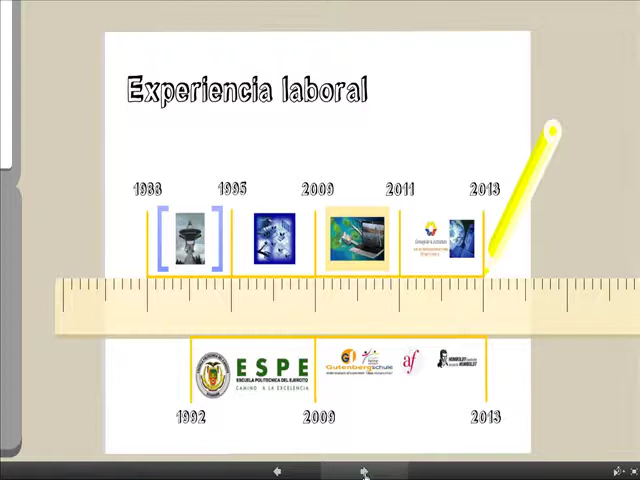 Experiencia laboral
1988 1995 2009 2011 2013
ESPE
ESCUELA POLITECNICA DEL EJERCITO
CAMINO A LA EXCELENCIA
Gutenbergschule
af
HUMBOLDT
HUMBOLDT
1992 2009 2013